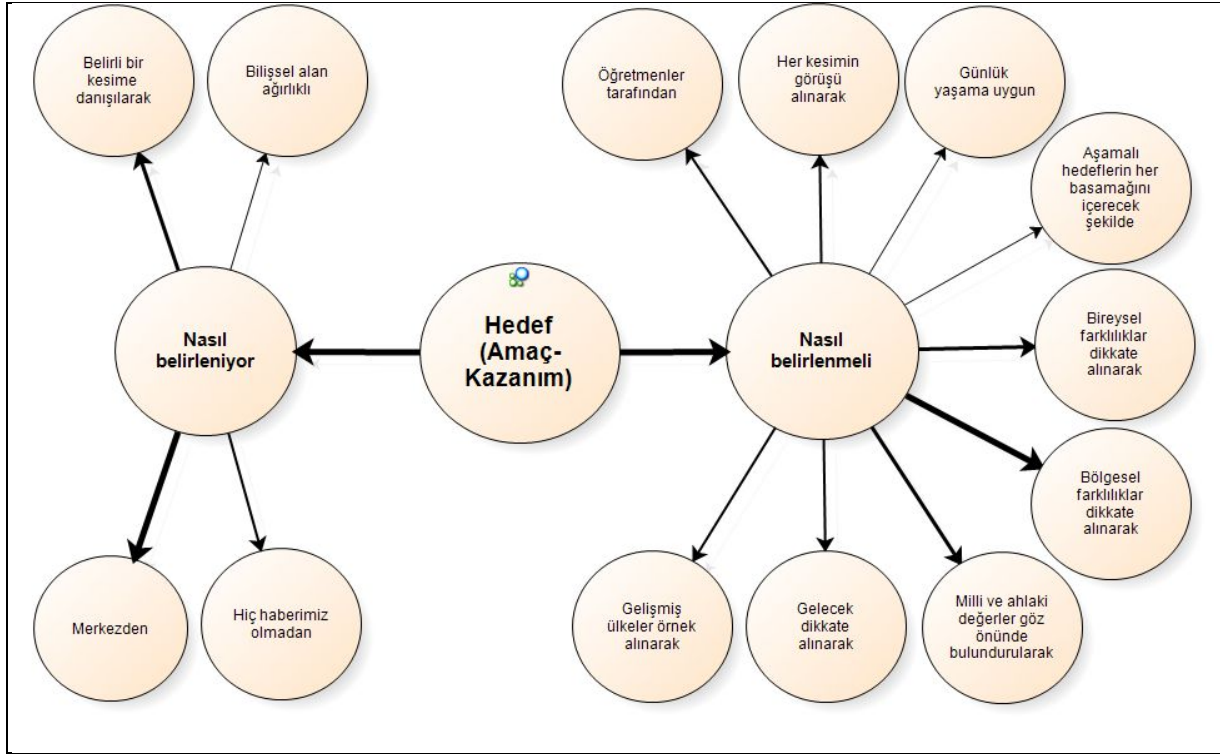 Belirli bir
kesime
danışılarak
Bilişsel alan
ağırlıklı
Öğretmenler
tarafından
Her kesimin
görüşü
alınarak
Günlük
yaşama uygun
Aşamalı
hedeflerin her
basamağını
içerecek
şekilde
Nasıl
belirleniyor
Hedef
(Amaç-
Kazanım)
Nasıl
belirlenmeli
Bireysel
farklılıklar
dikkate
alınarak
Bölgesel
farklılıklar
dikkate
alınarak
Merkezden
Hiç haberimiz
olmadan
Gelişmiş
ülkeler örnek
alınarak
Gelecek
dikkate
alınarak
Milli ve ahlaki
değerler göz
önünde
bulundurularak